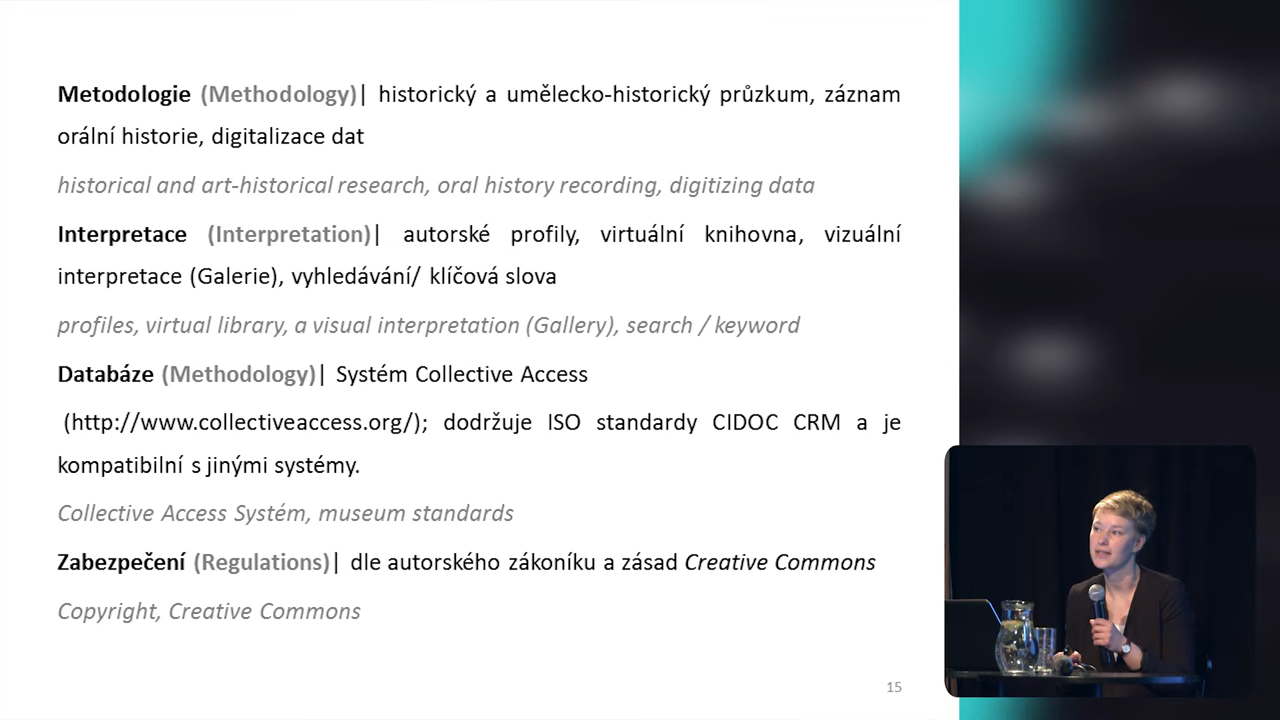 Metodologie (Methodology)| historický a umělecko-historický průzkum, záznam
orální historie, digitalizace dat
historical and art-historical research, oral history recording, digitizing data
Interpretace (Interpretation)| autorské profily, virtuální knihovna, vizuální
interpretace (Galerie), vyhledávání/ klíčová slova
profiles, virtual library, a visual interpretation (Gallery), search / keyword
Databáze (Methodology)| Systém Collective Access
(http://www.collectiveaccess.org/); dodržuje ISO standardy CIDOC CRM a je
kompatibilní s jinými systémy.
Collective Access Systém, museum standards
Zabezpečení (Regulations)| dle autorského zákoníku a zásad Creative Commons
Copyright, Creative Commons
15